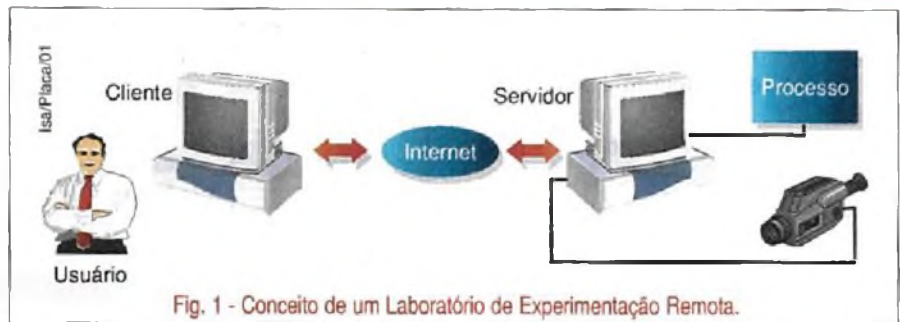 Isa/Placa/01
Cliente
Servidor
Processo
Internet
Usuário
Fig. 1 - Conceito de um Laboratório de Experimentação Remota.